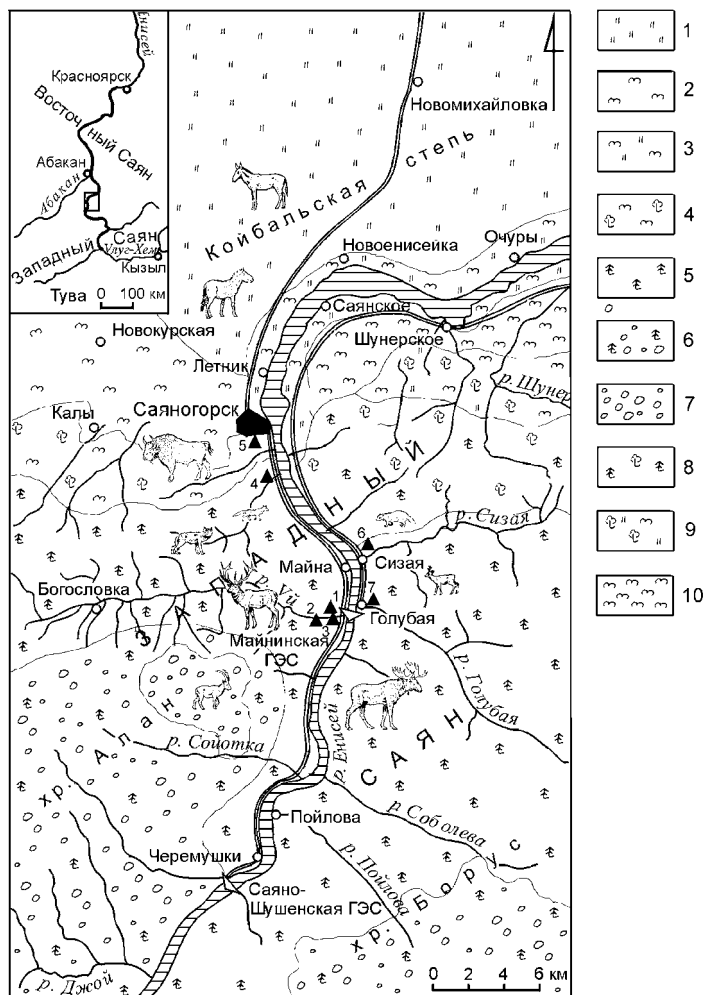 Енисей
Красноярск
Восточный Саян
Абакан
Абакан
Западный Саян
Улуг-Хем
Кызыл
Тува 0 100 км
Новомихайловка
Койбальская степь
Новоенисейка
Очуры
Саянское
Шунерское
Новокурская
Летник
р. Шунер
Калы
Саяногорск
5
4
6
р. Сизая
Сизая
Майна
ЗАПАДНЫЙ
Богословка
р. Уй
1
2
3
7
Голубая
Майнинская
ГЭС
р. Голубая
САЯН
хр. Алан
р. Сойотка
р. Енисей
р. Соболева
Пойлова
р. Пойлова
Черемушки
Саяно-
Шушенская ГЭС
хр. Борус
р. Джой
0 2 4 6 км
1
2
3
4
5
6
7
8
9
10